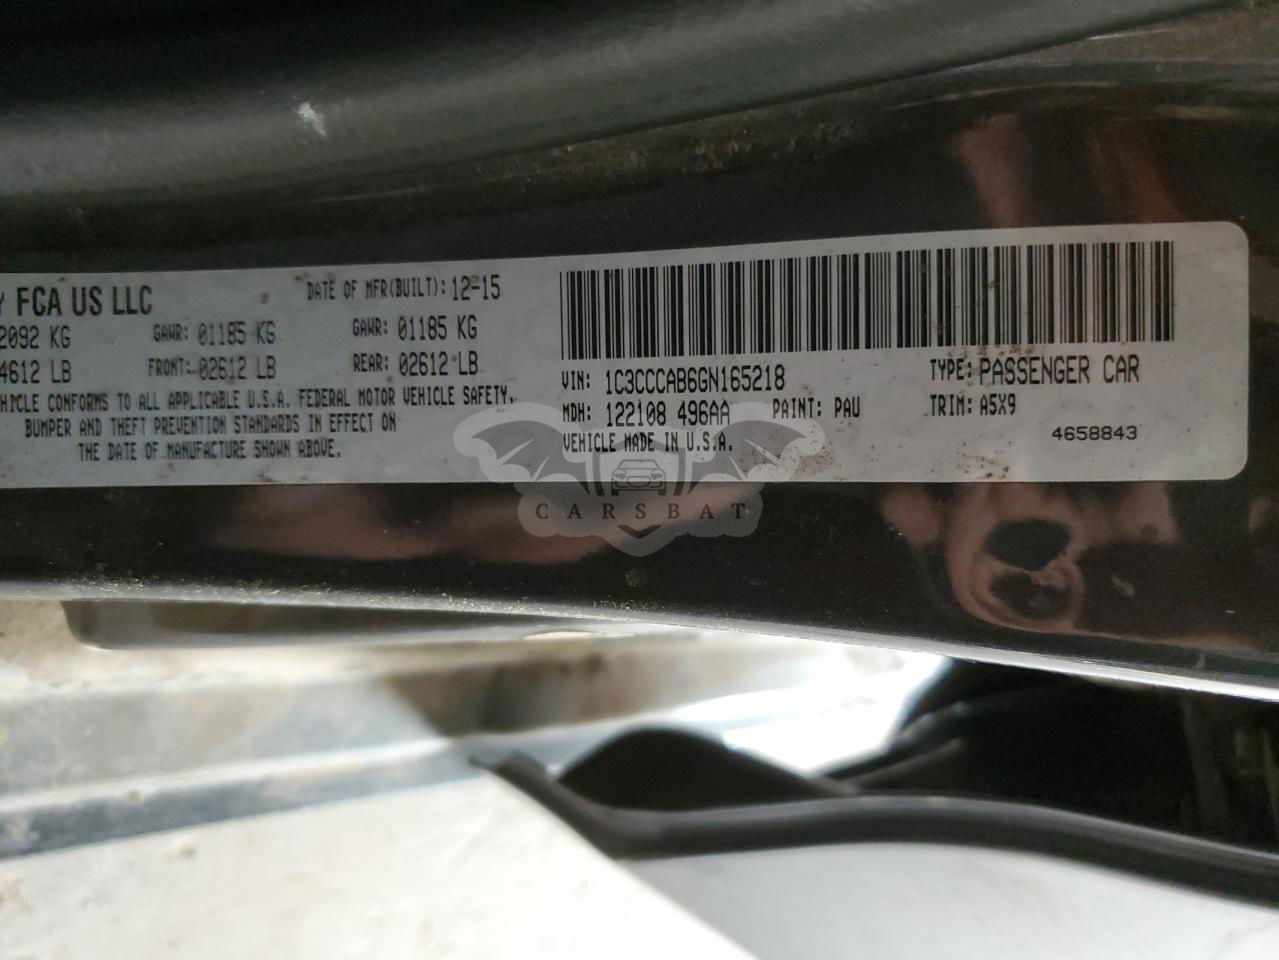 Y FCA US LLC DATE OF MFR(BUILT): 12-15
2092 KG GAWR: 01185 KG GAWR: 01185 KG
4612 LB FRONT: 02612 LB REAR: 02612 LB
HICLE CONFORMS TO ALL APPLICABLE U.S.A. FEDERAL MOTOR VEHICLE SAFETY,
BUMPER AND THEFT PREVENTION STANDARDS IN EFFECT ON
THE DATE OF MANUFACTURE SHOWN ABOVE.
VIN: 1C3CCCAB6GN165218 TYPE: PASSENGER CAR
MDH: 122108 496AA PAINT: PAU TRIM: A5X9
VEHICLE MADE IN U.S.A. 4658843
CARSBAT